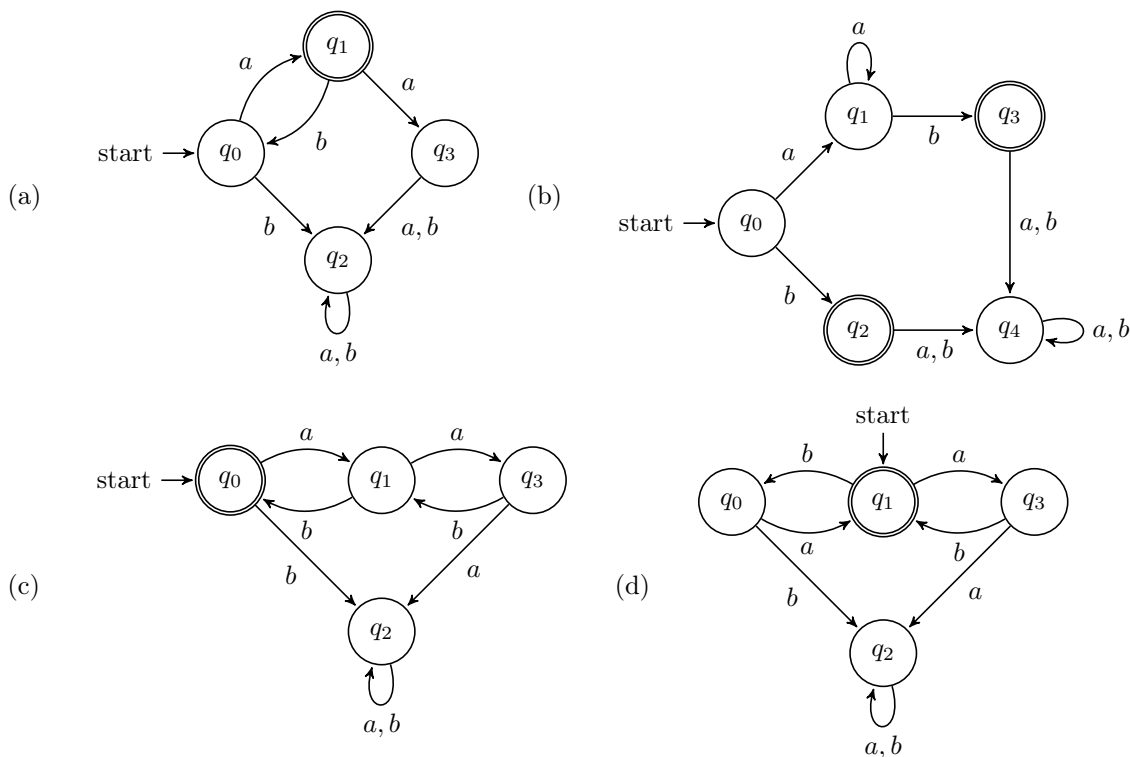 (a)
start
q₀
a
b
q₁
a
q₃
b
a, b
q₂
a, b
(b)
start
q₀
a
q₁
a
b
q₃
a, b
b
q₂
a, b
q₄
a, b
(c)
start
q₀
a
b
q₁
a
b
q₃
b
a
q₂
a, b
(d)
start
q₀
b
a
q₁
a
b
q₃
b
a
q₂
a, b